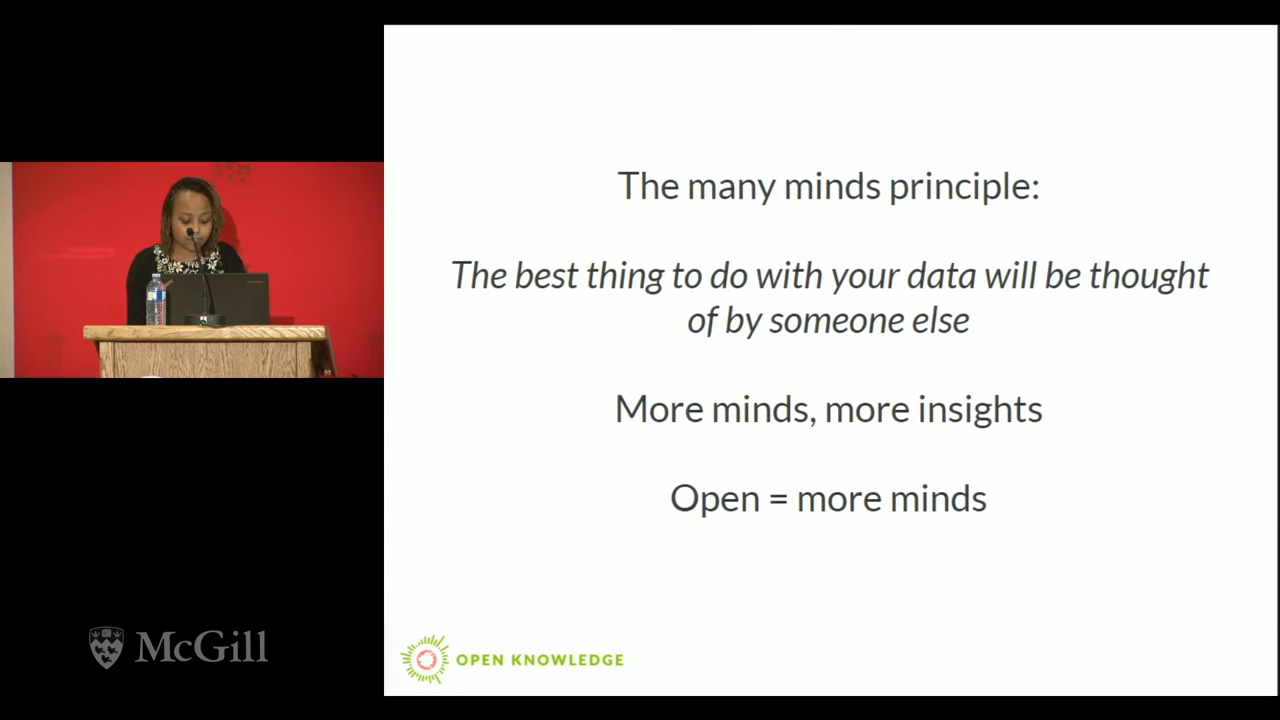 The many minds principle:
The best thing to do with your data will be thought
of by someone else
More minds, more insights
Open = more minds
McGill
OPEN KNOWLEDGE